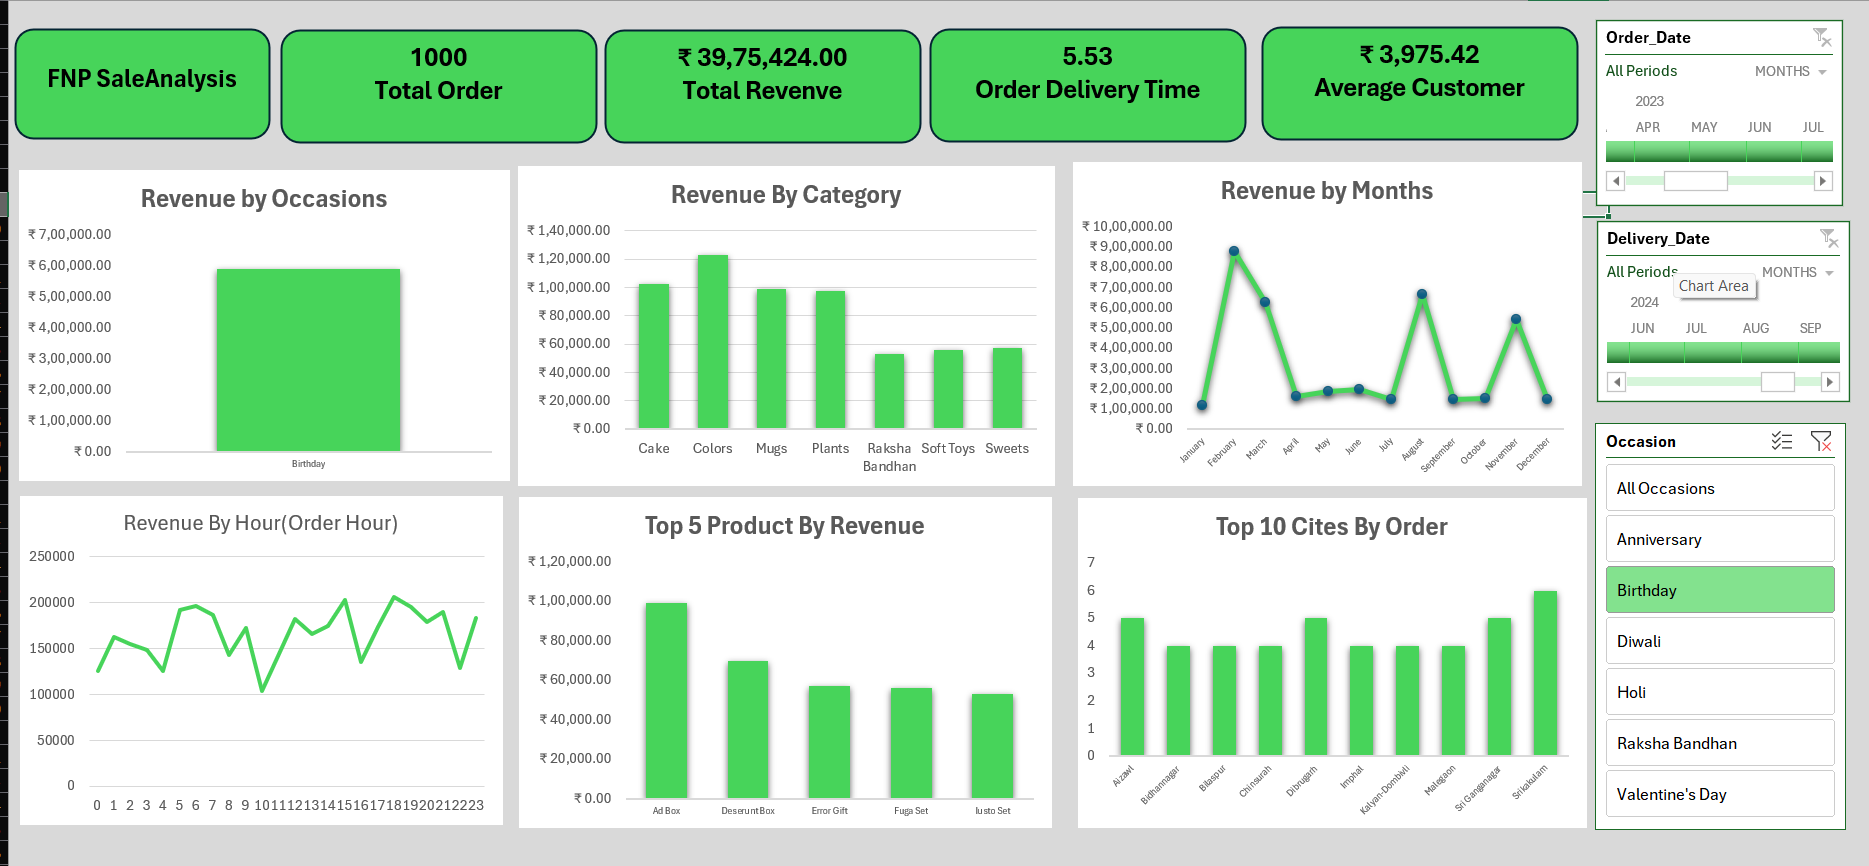 FNP SaleAnalysis
1000
Total Order
₹ 39,75,424.00
Total Revenve
5.53
Order Delivery Time
₹ 3,975.42
Average Customer
Order_Date
All Periods MONTHS
2023
APR MAY JUN JUL
Delivery_Date
All Periods MONTHS
Chart Area
2024
JUN JUL AUG SEP
Occasion
All Occasions
Anniversary
Birthday
Diwali
Holi
Raksha Bandhan
Valentine's Day
Revenue by Occasions
₹ 7,00,000.00
₹ 6,00,000.00
₹ 5,00,000.00
₹ 4,00,000.00
₹ 3,00,000.00
₹ 2,00,000.00
₹ 1,00,000.00
₹ 0.00
Birthday
Revenue By Category
₹ 1,40,000.00
₹ 1,20,000.00
₹ 1,00,000.00
₹ 80,000.00
₹ 60,000.00
₹ 40,000.00
₹ 20,000.00
₹ 0.00
Cake Colors Mugs Plants Raksha Bandhan Soft Toys Sweets
Revenue by Months
₹ 10,00,000.00
₹ 9,00,000.00
₹ 8,00,000.00
₹ 7,00,000.00
₹ 6,00,000.00
₹ 5,00,000.00
₹ 4,00,000.00
₹ 3,00,000.00
₹ 2,00,000.00
₹ 1,00,000.00
₹ 0.00
January February March April May June July August September October November December
Revenue By Hour(Order Hour)
250000
200000
150000
100000
50000
0
0 1 2 3 4 5 6 7 8 9 10 11 12 13 14 15 16 17 18 19 20 21 22 23
Top 5 Product By Revenue
₹ 1,20,000.00
₹ 1,00,000.00
₹ 80,000.00
₹ 60,000.00
₹ 40,000.00
₹ 20,000.00
₹ 0.00
Ad Box Deserunt Box Error Gift Fuga Set Iusto Set
Top 10 Cites By Order
7
6
5
4
3
2
1
0
Aizawl Bidhannagar Bilaspur Chinsurah Dibrugarh Imphal Kalyan-Dombivli Malegaon Sri Ganganagar Srikakulam